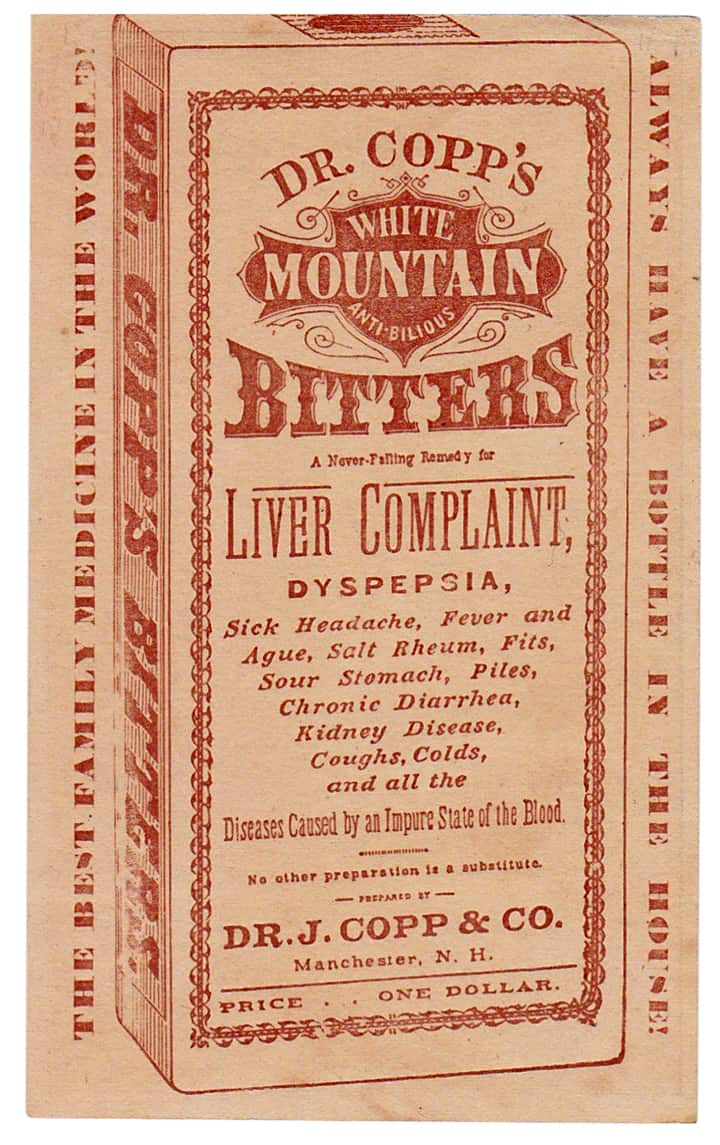 THE BEST FAMILY MEDICINE IN THE WORLD!
DR. COPP'S BITTERS
DR. COPP'S
WHITE
MOUNTAIN
ANTI-BILIOUS
BITTERS
A Never-Failing Remedy for
LIVER COMPLAINT,
DYSPEPSIA,
Sick Headache, Fever and
Ague, Salt Rheum, Fits,
Sour Stomach, Piles,
Chronic Diarrhea,
Kidney Disease,
Coughs, Colds,
and all the
Diseases Caused by an Impure State of the Blood.
No other preparation is a substitute.
— PREPARED BY —
DR. J. COPP & CO.
Manchester, N. H.
PRICE . . ONE DOLLAR.
ALWAYS HAVE A BOTTLE IN THE HOUSE!